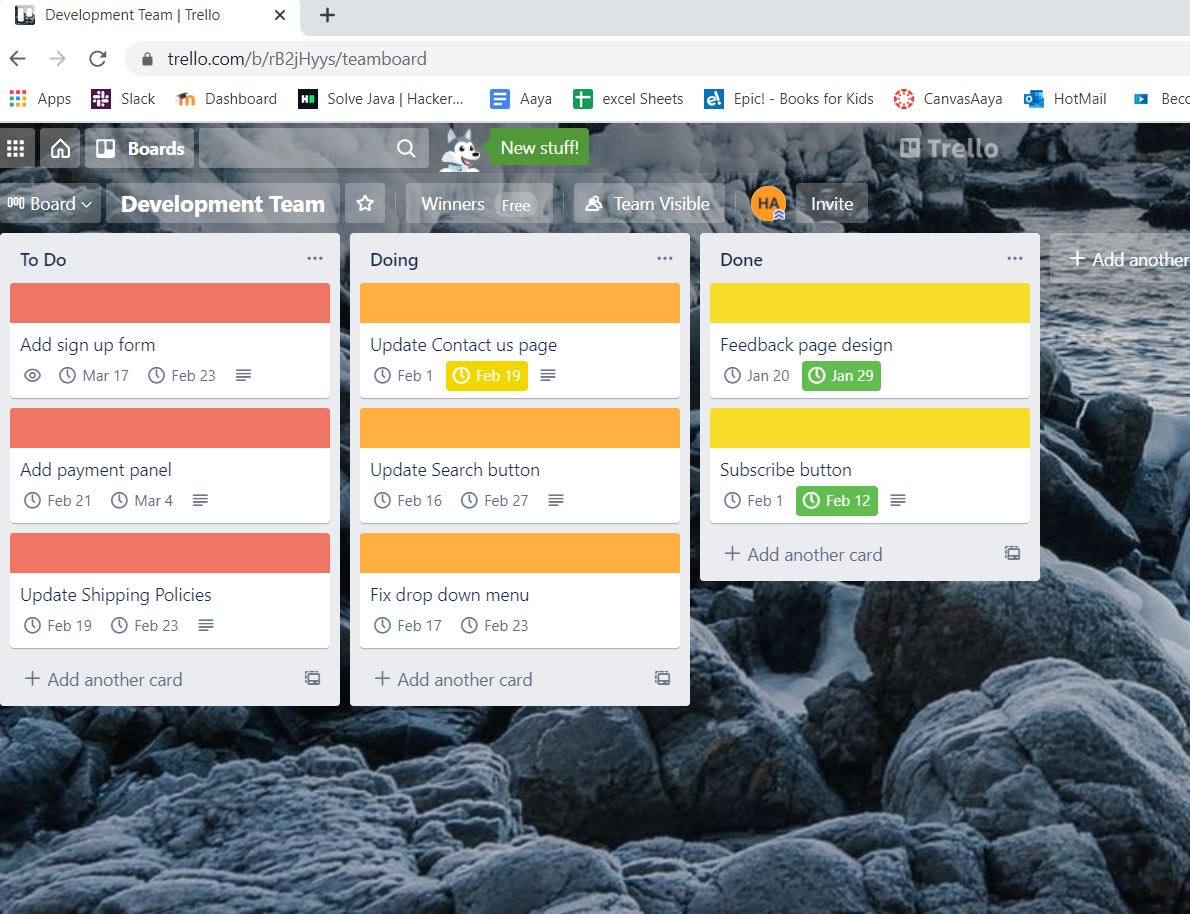 Development Team | Trello
trello.com/b/rB2jHyys/teamboard
Apps Slack Dashboard Solve Java | Hacker... Aaya excel Sheets Epic! - Books for Kids CanvasAaya HotMail Beco
Boards New stuff! Trello
Board Development Team Winners Free Team Visible HA Invite
To Do
Add sign up form
Mar 17 Feb 23
Add payment panel
Feb 21 Mar 4
Update Shipping Policies
Feb 19 Feb 23
+ Add another card
Doing
Update Contact us page
Feb 1 Feb 19
Update Search button
Feb 16 Feb 27
Fix drop down menu
Feb 17 Feb 23
+ Add another card
Done
Feedback page design
Jan 20 Jan 29
Subscribe button
Feb 1 Feb 12
+ Add another card
+ Add another